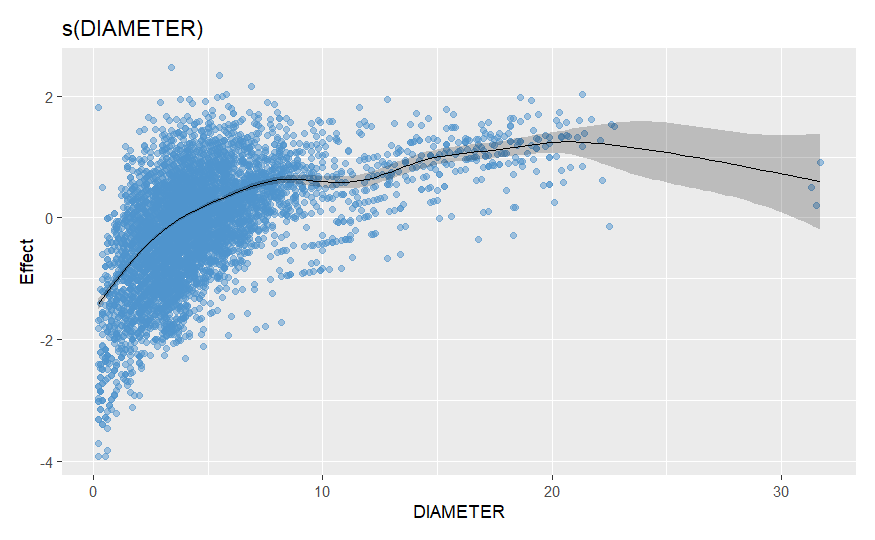 s(DIAMETER)
Effect
2
0
-2
-4
0 10 20 30
DIAMETER